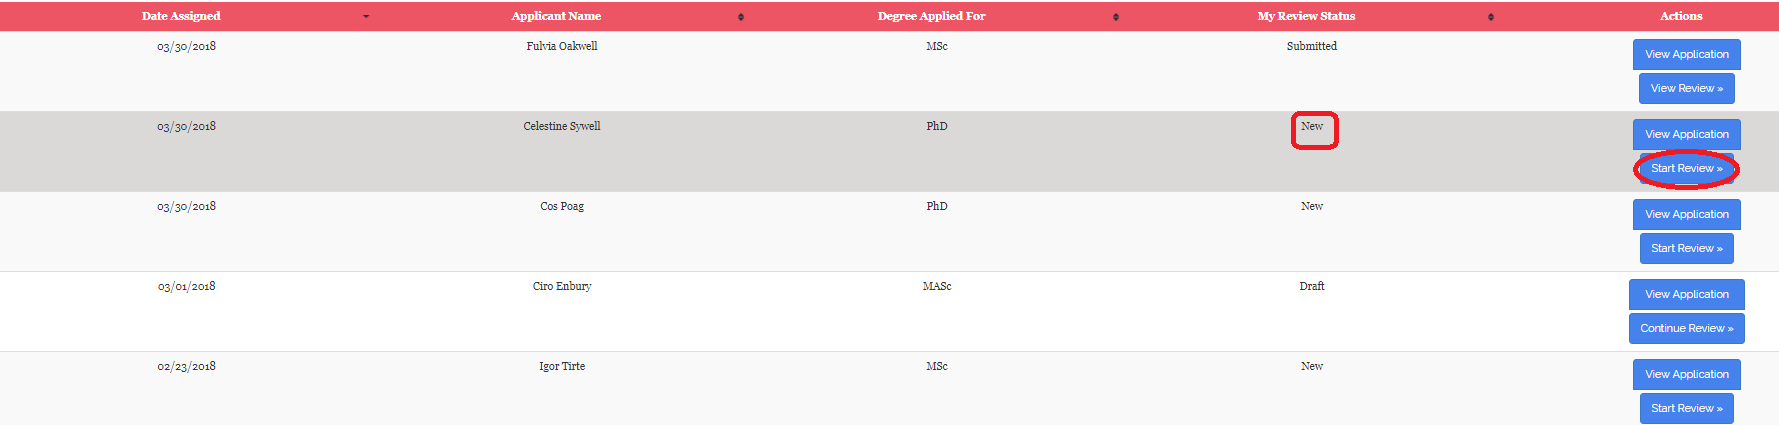 Date Assigned Applicant Name Degree Applied For My Review Status Actions
03/30/2018 Fulvia Oakwell MSc Submitted View Application
View Review »
03/30/2018 Celestine Sywell PhD New View Application
Start Review »
03/30/2018 Cos Poag PhD New View Application
Start Review »
03/01/2018 Ciro Enbury MASc Draft View Application
Continue Review »
02/23/2018 Igor Tirte MSc New View Application
Start Review »